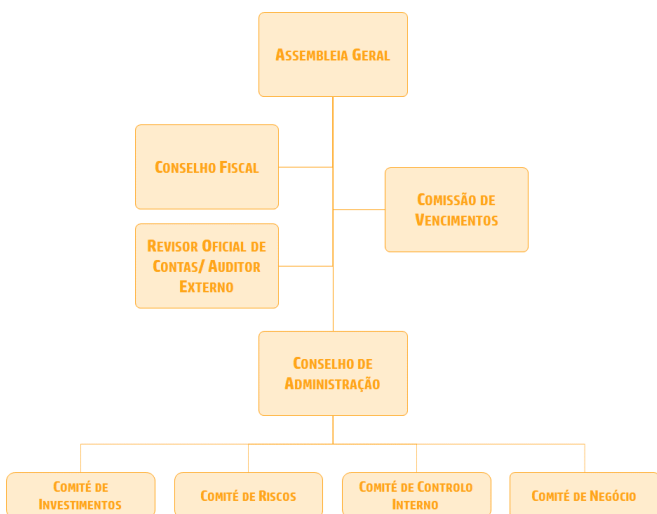 Assembleia Geral
Conselho Fiscal
Comissão de
Vencimentos
Revisor Oficial de
Contas/ Auditor
Externo
Conselho de
Administração
Comité de
Investimentos
Comité de Riscos
Comité de Controlo
Interno
Comité de Negócio